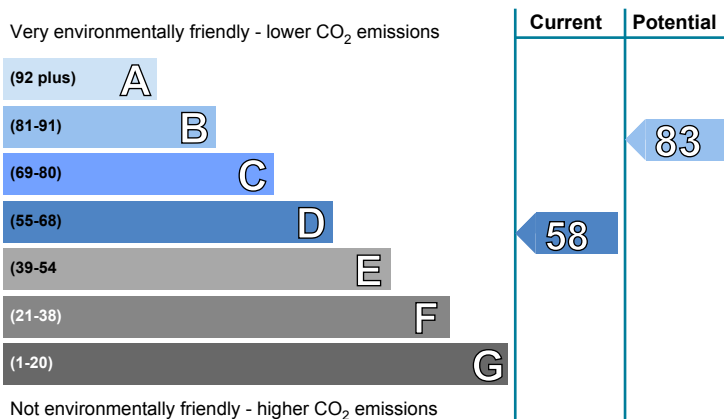 Current Potential
Very environmentally friendly - lower CO₂ emissions
(92 plus) A
(81-91) B
83
(69-80) C
(55-68) D
58
(39-54 E
(21-38) F
(1-20) G
Not environmentally friendly - higher CO₂ emissions